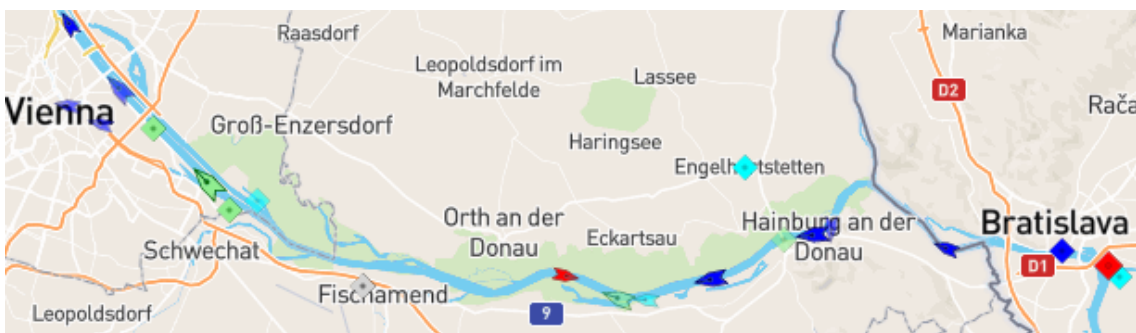 Raasdorf
Marianka
Leopoldsdorf im
Marchfelde
Lassee
D2
Vienna
Rača
Groß-Enzersdorf
Haringsee
Engelhartstetten
Orth an der
Donau
Eckartsau
Hainburg an der
Donau
Bratislava
Schwechat
D1
Fischamend
9
Leopoldsdorf